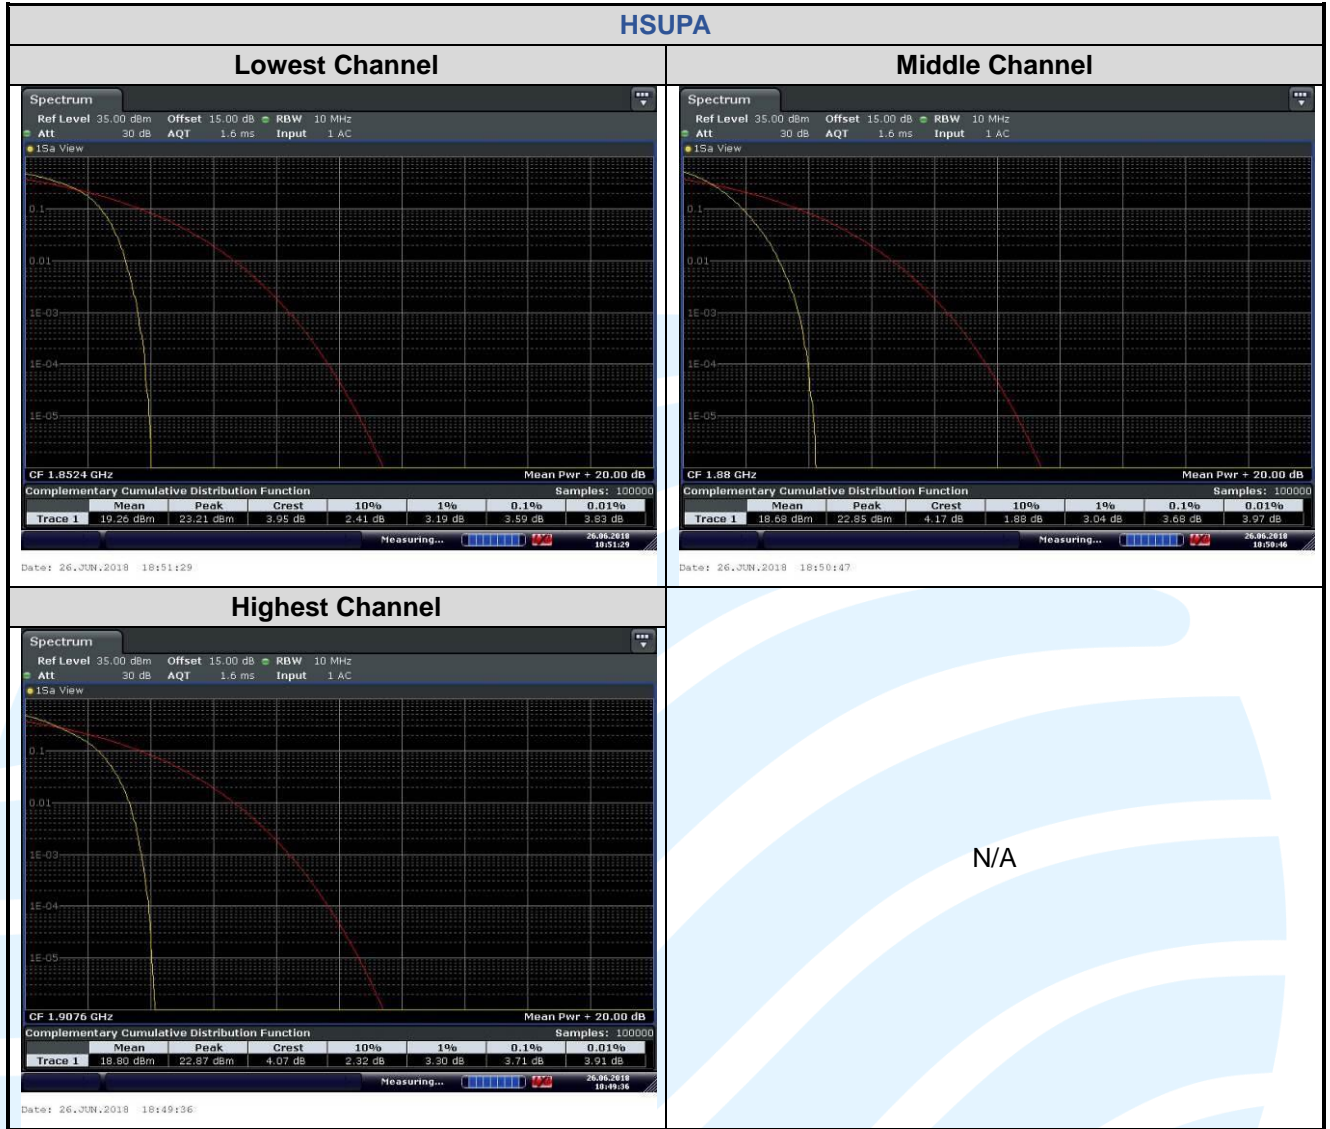 HSUPA
Lowest Channel
Middle Channel
Spectrum
Ref Level 35.00 dBm Offset 15.00 dB RBW 10 MHz
Att 30 dB AQT 1.6 ms Input 1 AC
1Sa View
0.1
0.01
1E-03
1E-04
1E-05
CF 1.8524 GHz Mean Pwr + 20.00 dB
Complementary Cumulative Distribution Function Samples: 100000
Mean Peak Crest 10% 1% 0.1% 0.01%
Trace 1 19.26 dBm 23.21 dBm 3.95 dB 2.41 dB 3.19 dB 3.59 dB 3.83 dB
Measuring... 26.06.2018
18:51:29
Date: 26.JUN.2018 18:51:29
Spectrum
Ref Level 35.00 dBm Offset 15.00 dB RBW 10 MHz
Att 30 dB AQT 1.6 ms Input 1 AC
1Sa View
0.1
0.01
1E-03
1E-04
1E-05
CF 1.88 GHz Mean Pwr + 20.00 dB
Complementary Cumulative Distribution Function Samples: 100000
Mean Peak Crest 10% 1% 0.1% 0.01%
Trace 1 18.68 dBm 22.85 dBm 4.17 dB 1.88 dB 3.04 dB 3.68 dB 3.97 dB
Measuring... 26.06.2018
18:50:46
Date: 26.JUN.2018 18:50:47
Highest Channel
Spectrum
Ref Level 35.00 dBm Offset 15.00 dB RBW 10 MHz
Att 30 dB AQT 1.6 ms Input 1 AC
1Sa View
0.1
0.01
1E-03
1E-04
1E-05
CF 1.9076 GHz Mean Pwr + 20.00 dB
Complementary Cumulative Distribution Function Samples: 100000
Mean Peak Crest 10% 1% 0.1% 0.01%
Trace 1 18.80 dBm 22.87 dBm 4.07 dB 2.32 dB 3.30 dB 3.71 dB 3.91 dB
Measuring... 26.06.2018
18:49:36
Date: 26.JUN.2018 18:49:36
N/A